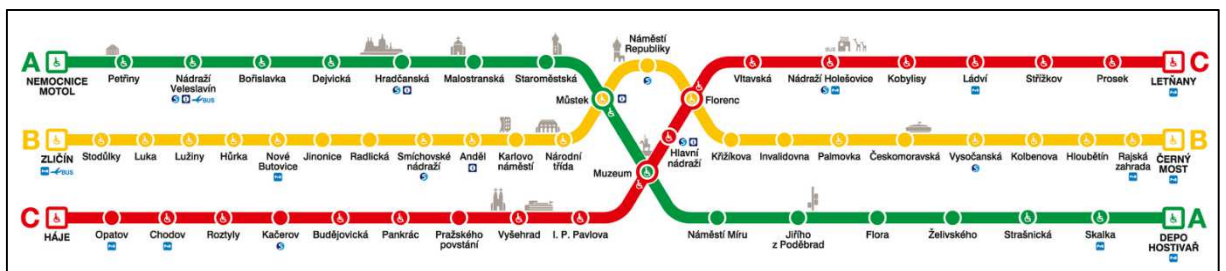 A
NEMOCNICE
MOTOL
Petřiny
Nádraží
Veleslavín
S BUS
Bořislavka
Dejvická
Hradčanská
S
Malostranská
Staroměstská
Můstek
Náměstí
Republiky
S
Florenc
Vltavská
BUS
Nádraží Holešovice
S P+R
Kobylisy
Ládví
P+R
Střížkov
Prosek
LETŇANY
P+R
C
B
ZLIČÍN
P+R BUS
Stodůlky
Luka
Lužiny
Hůrka
Nové
Butovice
P+R
Jinonice
Radlická
Smíchovské
nádraží
S
Anděl
Karlovo
náměstí
Národní
třída
Muzeum
S
Hlavní
nádraží
Křižíkova
Invalidovna
Palmovka
Českomoravská
Vysočanská
S
Kolbenova
Hloubětín
Rajská
zahrada
P+R
ČERNÝ
MOST
P+R
B
C
HÁJE
Opatov
P+R
Chodov
P+R
Roztyly
Kačerov
S
Budějovická
Pankrác
Pražského
povstání
Vyšehrad
I. P. Pavlova
Náměstí Míru
Jiřího
z Poděbrad
Flora
Želivského
Strašnická
Skalka
P+R
DEPO
HOSTIVAŘ
P+R
A